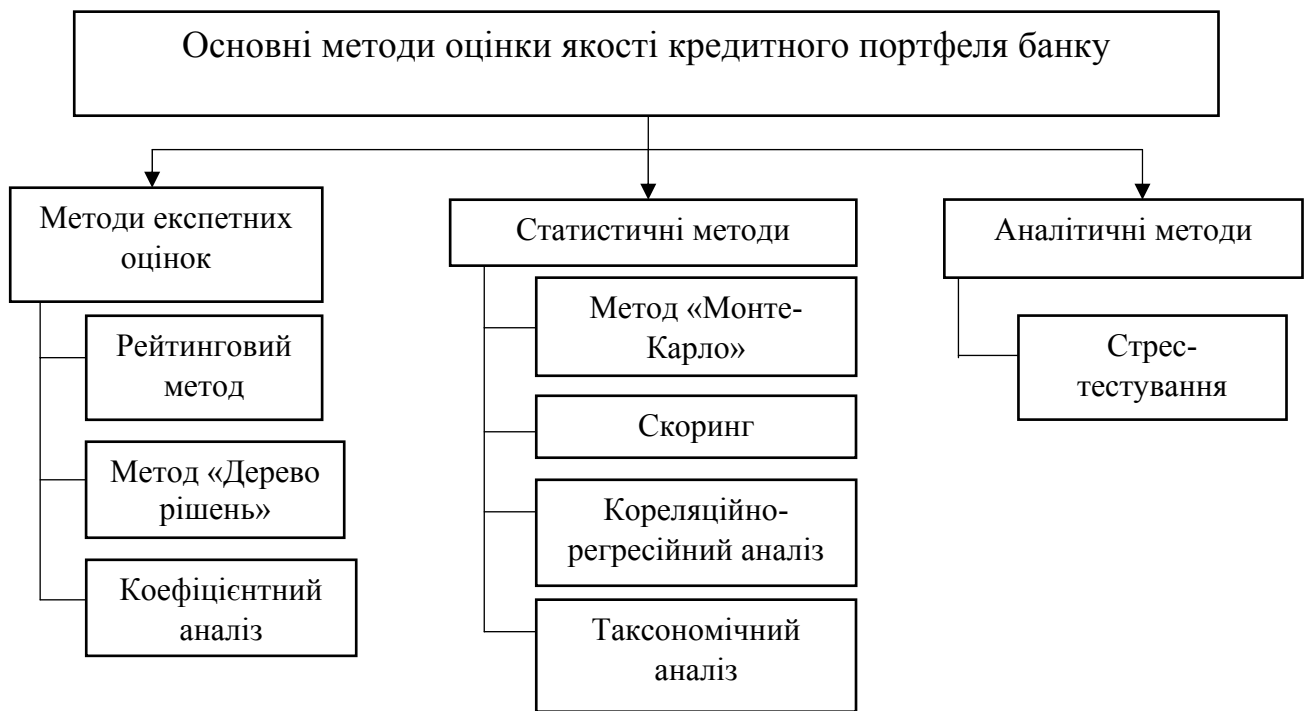 Основні методи оцінки якості кредитного портфеля банку
Методи експетних
оцінок
Рейтинговий
метод
Метод «Дерево
рішень»
Коефіцієнтний
аналіз
Статистичні методи
Метод «Монте-
Карло»
Скоринг
Кореляційно-
регресійний аналіз
Таксономічний
аналіз
Аналітичні методи
Стрес-
тестування